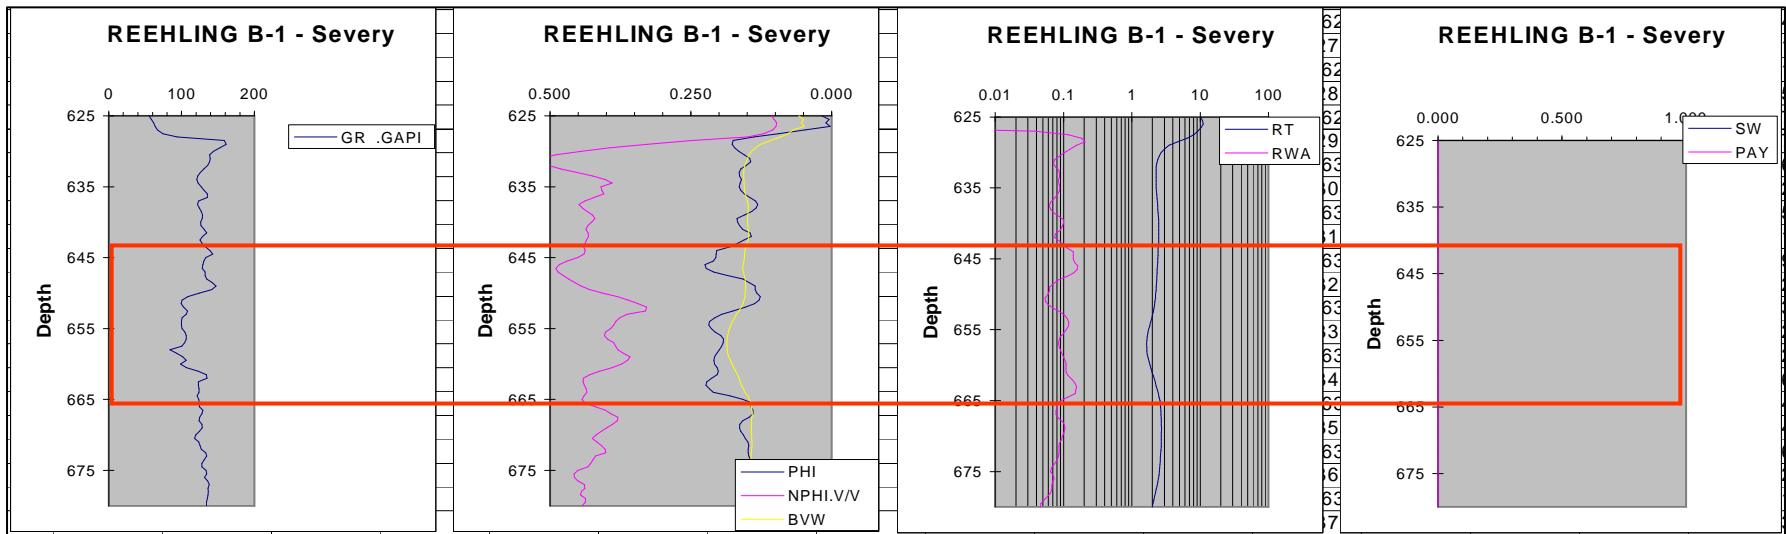 REEHLING B-1 - Severy
0 100 200
625
635
645
655
665
675
Depth
GR .GAPI
REEHLING B-1 - Severy
0.500 0.250 0.000
625
635
645
655
665
675
Depth
PHI
NPHI.V/V
BVW
REEHLING B-1 - Severy
0.01 0.1 1 10 100
625
635
645
655
665
675
Depth
RT
RWA
REEHLING B-1 - Severy
0.000 0.500 1.000
625
635
645
655
665
675
Depth
SW
PAY